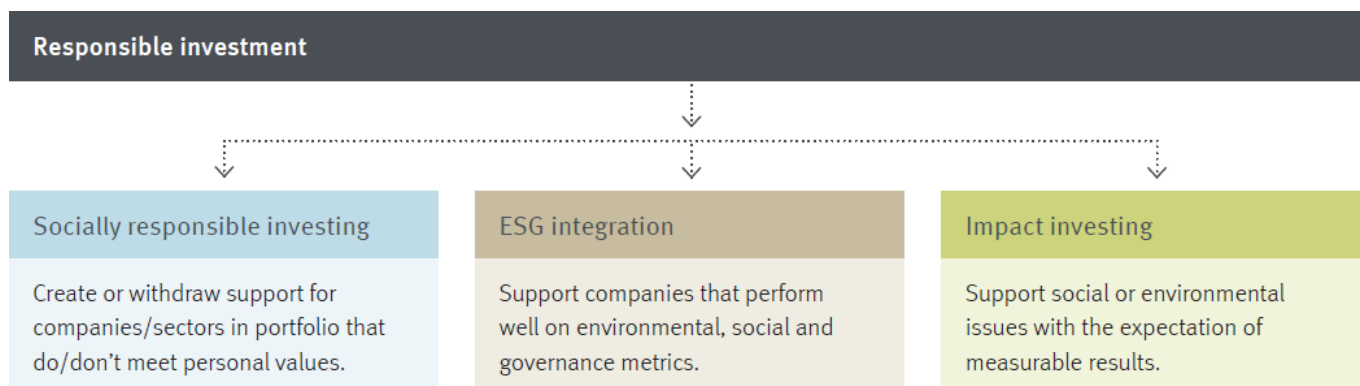 Responsible investment
Socially responsible investing
Create or withdraw support for
companies/sectors in portfolio that
do/don’t meet personal values.
ESG integration
Support companies that perform
well on environmental, social and
governance metrics.
Impact investing
Support social or environmental
issues with the expectation of
measurable results.